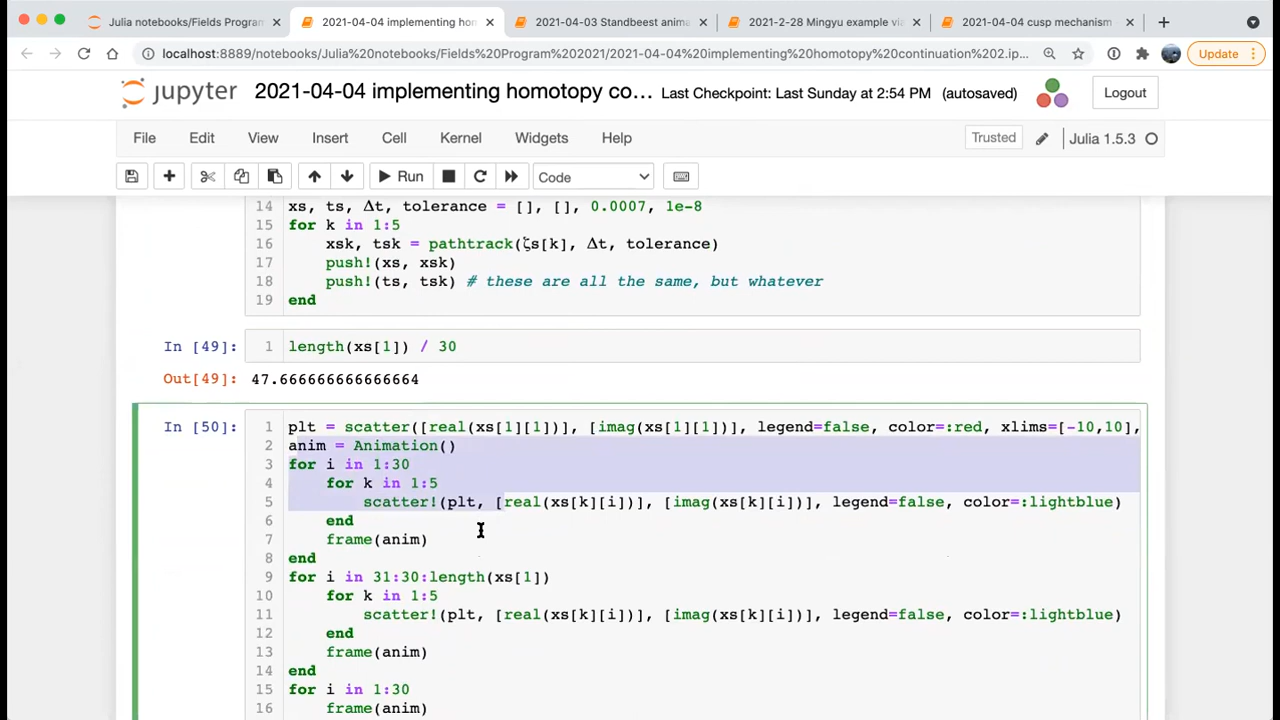 Julia notebooks/Fields Program
2021-04-04 implementing hom
2021-04-03 Standbeest anima
2021-2-28 Mingyu example via
2021-04-04 cusp mechanism
localhost:8889/notebooks/Julia%20notebooks/Fields%20Program%202021/2021-04-04%20implementing%20homotopy%20continuation%202.ip...
Update
jupyter 2021-04-04 implementing homotopy co... Last Checkpoint: Last Sunday at 2:54 PM (autosaved)
Logout
File Edit View Insert Cell Kernel Widgets Help
Trusted
Julia 1.5.3
Run
Code
14 xs, ts, Δt, tolerance = [], [], 0.0007, 1e-8
15 for k in 1:5
16 xsk, tsk = pathtrack(ζs[k], Δt, tolerance)
17 push!(xs, xsk)
18 push!(ts, tsk) # these are all the same, but whatever
19 end
In [49]: 1 length(xs[1]) / 30
Out[49]: 47.666666666666664
In [50]: 1 plt = scatter([real(xs[1][1])], [imag(xs[1][1])], legend=false, color=:red, xlims=[-10,10],
2 anim = Animation()
3 for i in 1:30
4 for k in 1:5
5 scatter!(plt, [real(xs[k][i])], [imag(xs[k][i])], legend=false, color=:lightblue)
6 end
7 frame(anim)
8 end
9 for i in 31:30:length(xs[1])
10 for k in 1:5
11 scatter!(plt, [real(xs[k][i])], [imag(xs[k][i])], legend=false, color=:lightblue)
12 end
13 frame(anim)
14 end
15 for i in 1:30
16 frame(anim)